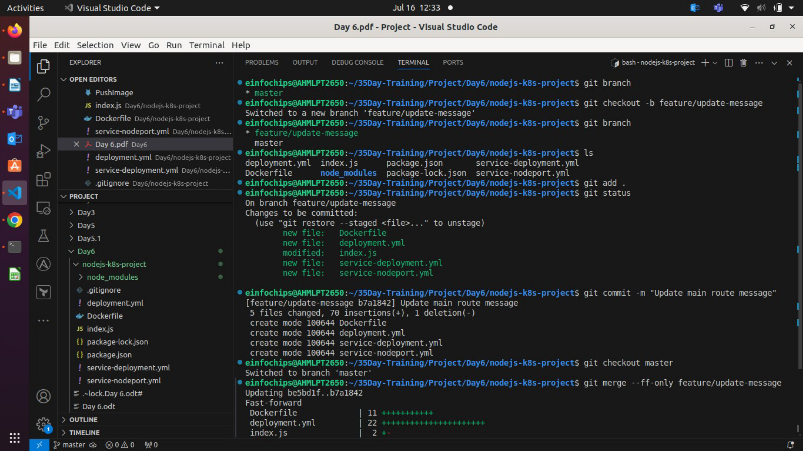 Activities
Visual Studio Code
Jul 16 12:33
Day 6.pdf - Project - Visual Studio Code
File Edit Selection View Go Run Terminal Help
EXPLORER
OPEN EDITORS
PushImage
JS index.js Day6/nodejs-k8s-project
Dockerfile Day6/nodejs-k8s-project
! service-nodeport.yml Day6/nodejs-k8s...
Day 6.pdf Day6
! deployment.yml Day6/nodejs-k8s-project
! service-deployment.yml Day6/nodejs-...
.gitignore Day6/nodejs-k8s-project
PROJECT
Day3
Day5
Day5.1
Day6
nodejs-k8s-project
node_modules
.gitignore
! deployment.yml
Dockerfile
JS index.js
{} package-lock.json
{} package.json
! service-deployment.yml
! service-nodeport.yml
.~lock.Day 6.odt#
Day 6.odt
OUTLINE
TIMELINE
PROBLEMS OUTPUT DEBUG CONSOLE TERMINAL PORTS
bash - nodejs-k8s-project
einfochips@AHMLPT2650:~/35Day-Training/Project/Day6/nodejs-k8s-project$ git branch
* master
einfochips@AHMLPT2650:~/35Day-Training/Project/Day6/nodejs-k8s-project$ git checkout -b feature/update-message
Switched to a new branch 'feature/update-message'
einfochips@AHMLPT2650:~/35Day-Training/Project/Day6/nodejs-k8s-project$ git branch
* feature/update-message
master
einfochips@AHMLPT2650:~/35Day-Training/Project/Day6/nodejs-k8s-project$ ls
deployment.yml index.js package.json service-deployment.yml
Dockerfile node_modules package-lock.json service-nodeport.yml
einfochips@AHMLPT2650:~/35Day-Training/Project/Day6/nodejs-k8s-project$ git add .
einfochips@AHMLPT2650:~/35Day-Training/Project/Day6/nodejs-k8s-project$ git status
On branch feature/update-message
Changes to be committed:
(use "git restore --staged <file>..." to unstage)
new file: Dockerfile
new file: deployment.yml
modified: index.js
new file: service-deployment.yml
new file: service-nodeport.yml
einfochips@AHMLPT2650:~/35Day-Training/Project/Day6/nodejs-k8s-project$ git commit -m "Update main route message"
[feature/update-message b7a1842] Update main route message
5 files changed, 70 insertions(+), 1 deletion(-)
create mode 100644 Dockerfile
create mode 100644 deployment.yml
create mode 100644 service-deployment.yml
create mode 100644 service-nodeport.yml
einfochips@AHMLPT2650:~/35Day-Training/Project/Day6/nodejs-k8s-project$ git checkout master
Switched to branch 'master'
einfochips@AHMLPT2650:~/35Day-Training/Project/Day6/nodejs-k8s-project$ git merge --ff-only feature/update-message
Updating be5bd1f..b7a1842
Fast-forward
Dockerfile | 11 +++++++++++
deployment.yml | 22 ++++++++++++++++++++++
index.js | 2 +-
master
0 0
0
1